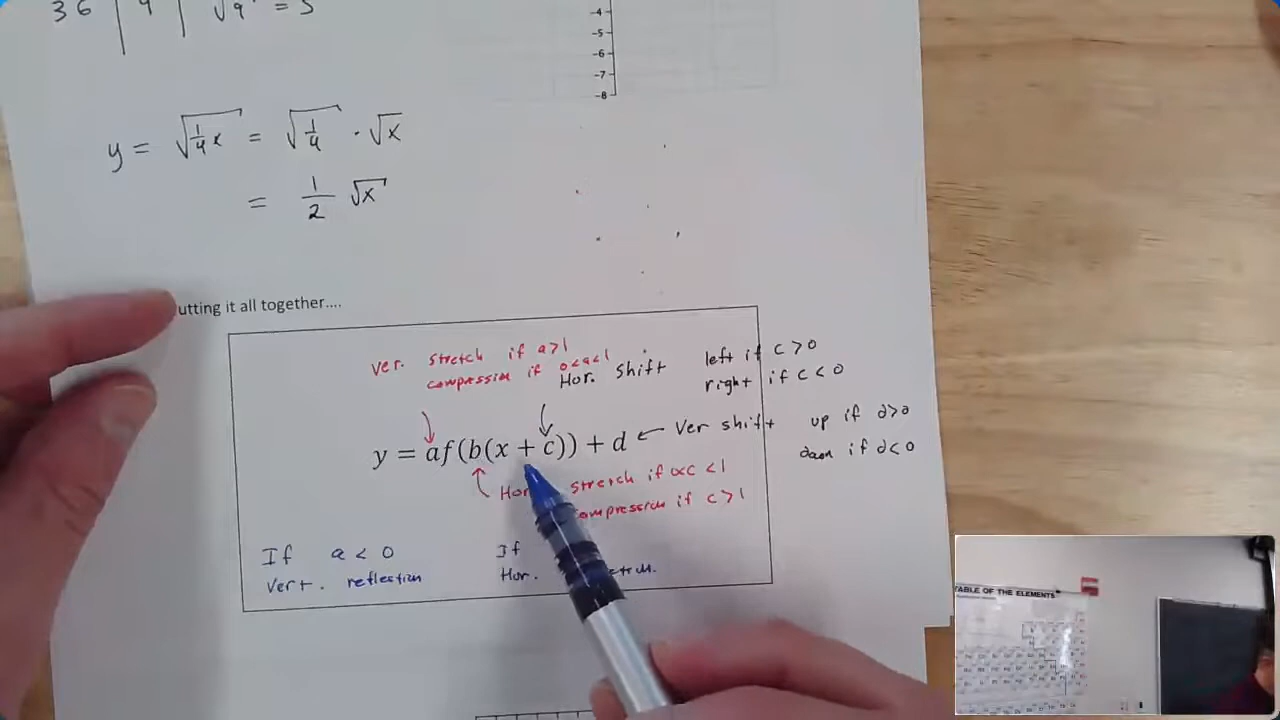 36 | 9 | √9 = 3
-4
-5
-6
-7
-8
y = √(1/4 x) = √(1/4) · √x
= 1/2 √x
utting it all together....
ver. stretch if a>1
compression if 0<a<1
Hor. shift left if c>0
right if c<0
y = af(b(x + c)) + d ← Ver shift up if d>0
down if d<0
Hor stretch if 0<c<1
ompression if c>1
If a < 0 If
Vert. reflection Hor.
TABLE OF THE ELEMENTS